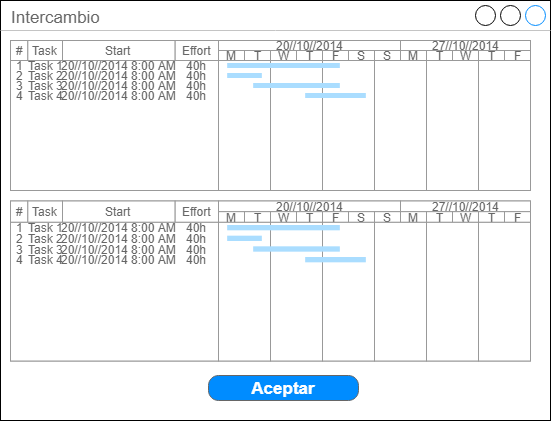 Intercambio
# Task Start Effort 20//10//2014 27//10//2014
M T W T F S S M T W T F
1 Task 1 20//10//2014 8:00 AM 40h
2 Task 2 20//10//2014 8:00 AM 40h
3 Task 3 20//10//2014 8:00 AM 40h
4 Task 4 20//10//2014 8:00 AM 40h
# Task Start Effort 20//10//2014 27//10//2014
M T W T F S S M T W T F
1 Task 1 20//10//2014 8:00 AM 40h
2 Task 2 20//10//2014 8:00 AM 40h
3 Task 3 20//10//2014 8:00 AM 40h
4 Task 4 20//10//2014 8:00 AM 40h
Aceptar